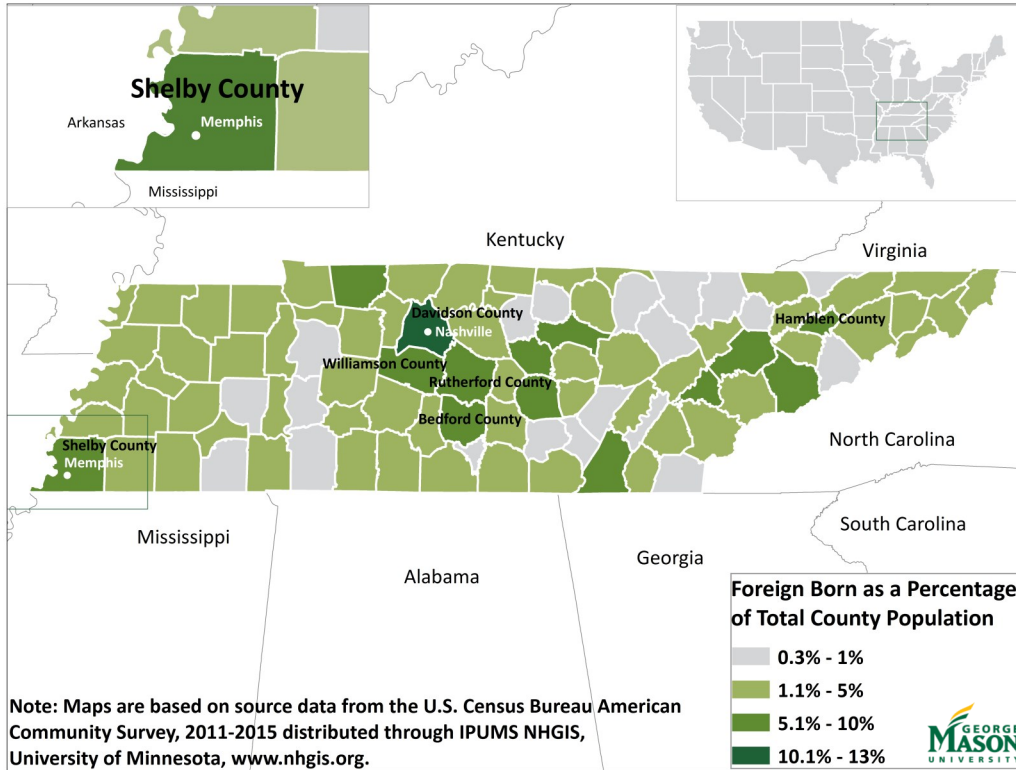 Shelby County
Arkansas
Memphis
Mississippi
Kentucky
Virginia
Davidson County
Nashville
Hamblen County
Williamson County
Rutherford County
Bedford County
Shelby County
Memphis
North Carolina
South Carolina
Mississippi
Georgia
Alabama
Foreign Born as a Percentage
of Total County Population
0.3% - 1%
1.1% - 5%
5.1% - 10%
10.1% - 13%
Note: Maps are based on source data from the U.S. Census Bureau American
Community Survey, 2011-2015 distributed through IPUMS NHGIS,
University of Minnesota, www.nhgis.org.
GEORGE
MASON
UNIVERSITY